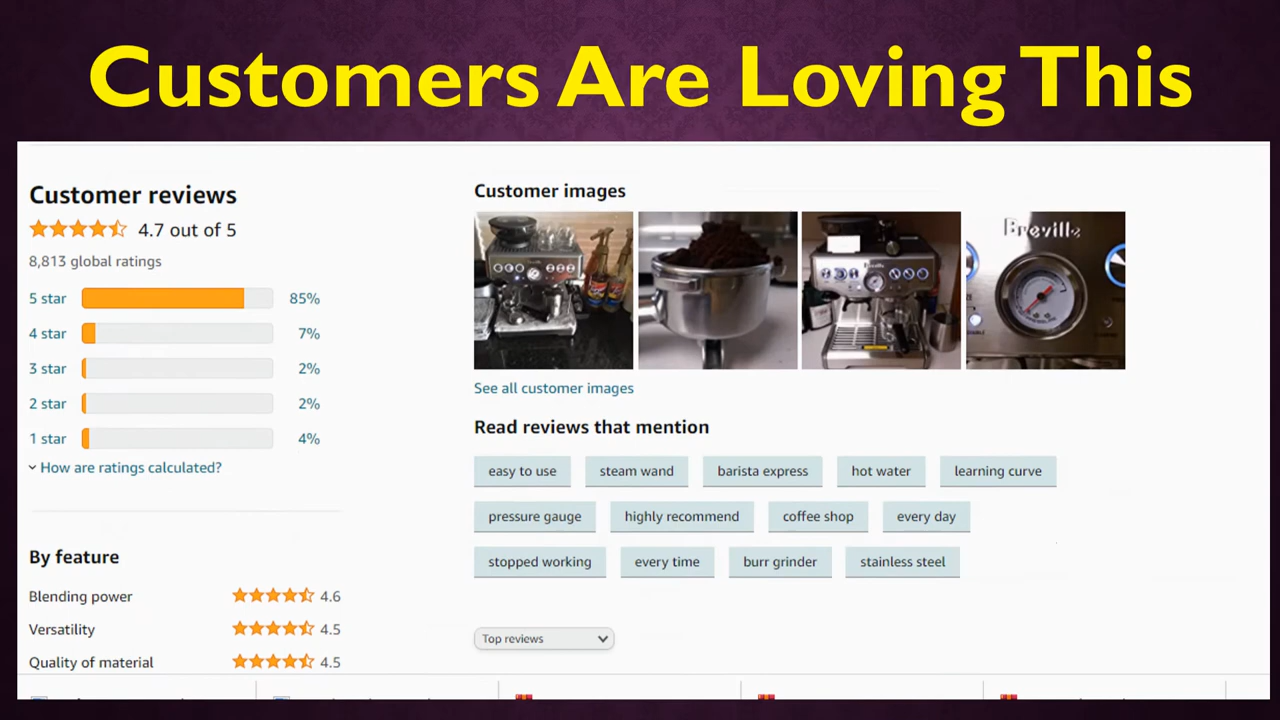 Customers Are Loving This
Customer reviews
4.7 out of 5
8,813 global ratings
5 star 85%
4 star 7%
3 star 2%
2 star 2%
1 star 4%
How are ratings calculated?
By feature
Blending power 4.6
Versatility 4.5
Quality of material 4.5
Customer images
Breville
Breville
See all customer images
Read reviews that mention
easy to use steam wand barista express hot water learning curve
pressure gauge highly recommend coffee shop every day
stopped working every time burr grinder stainless steel
Top reviews